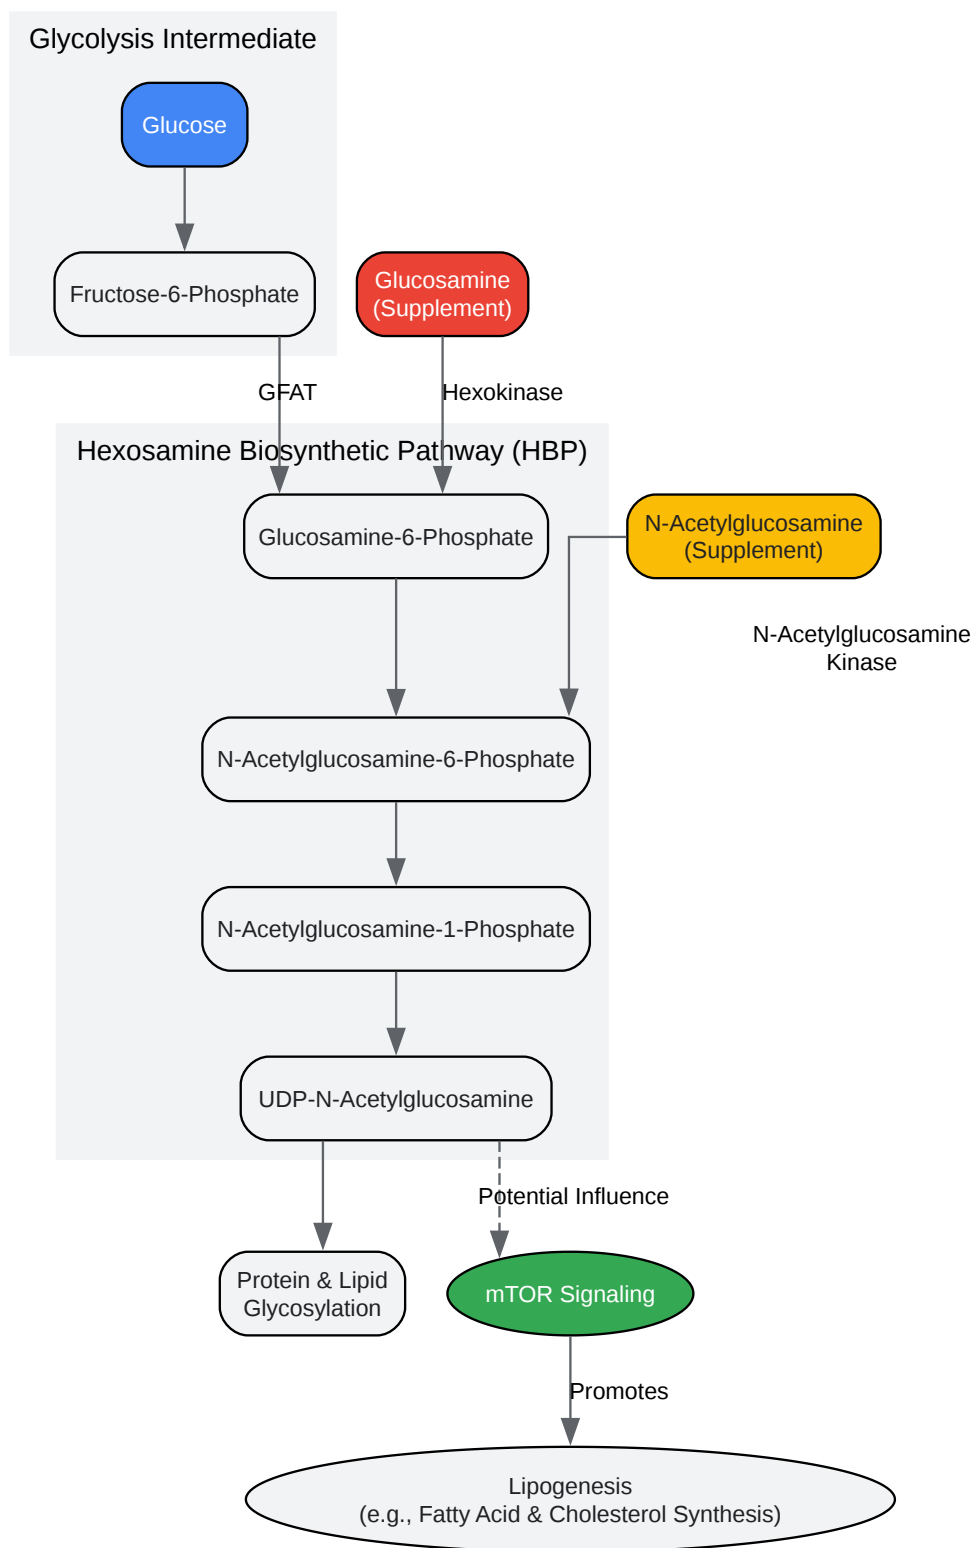 Glycolysis Intermediate
Glucose
Fructose-6-Phosphate
Glucosamine
(Supplement)
GFAT
Hexokinase
Hexosamine Biosynthetic Pathway (HBP)
Glucosamine-6-Phosphate
N-Acetylglucosamine
(Supplement)
N-Acetylglucosamine
Kinase
N-Acetylglucosamine-6-Phosphate
N-Acetylglucosamine-1-Phosphate
UDP-N-Acetylglucosamine
Potential Influence
Protein & Lipid
Glycosylation
mTOR Signaling
Promotes
Lipogenesis
(e.g., Fatty Acid & Cholesterol Synthesis)